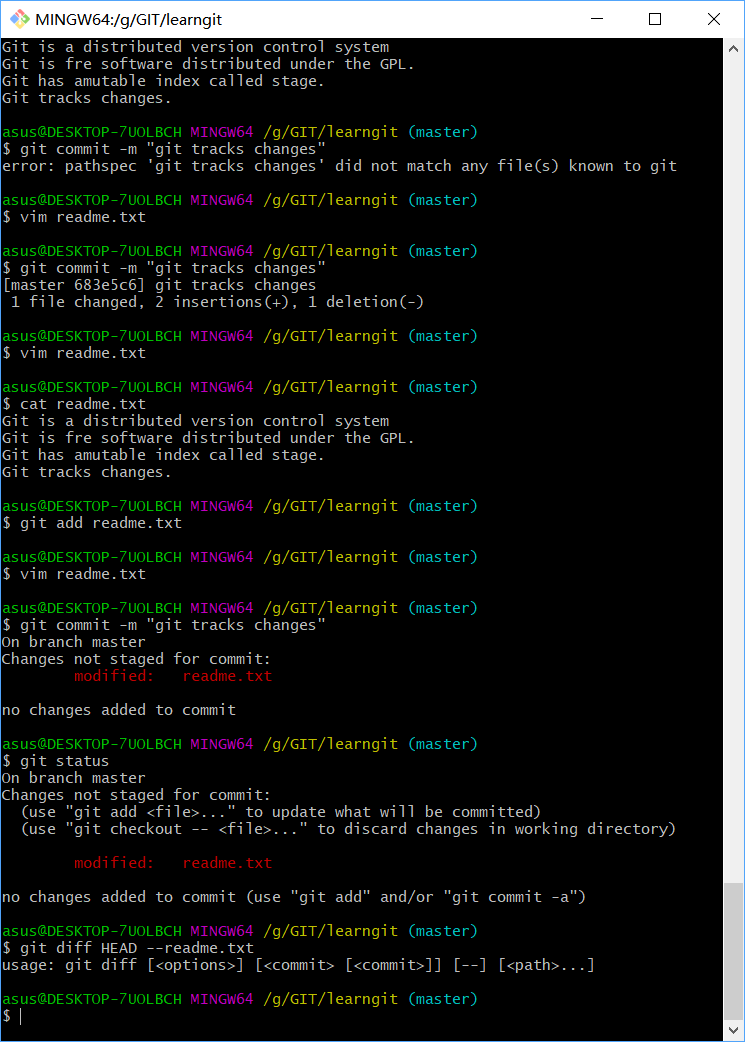 MINGW64:/g/GIT/learngit
Git is a distributed version control system
Git is fre software distributed under the GPL.
Git has amutable index called stage.
Git tracks changes.
asus@DESKTOP-7UOLBCH MINGW64 /g/GIT/learngit (master)
$ git commit -m "git tracks changes"
error: pathspec 'git tracks changes' did not match any file(s) known to git
asus@DESKTOP-7UOLBCH MINGW64 /g/GIT/learngit (master)
$ vim readme.txt
asus@DESKTOP-7UOLBCH MINGW64 /g/GIT/learngit (master)
$ git commit -m "git tracks changes"
[master 683e5c6] git tracks changes
 1 file changed, 2 insertions(+), 1 deletion(-)
asus@DESKTOP-7UOLBCH MINGW64 /g/GIT/learngit (master)
$ vim readme.txt
asus@DESKTOP-7UOLBCH MINGW64 /g/GIT/learngit (master)
$ cat readme.txt
Git is a distributed version control system
Git is fre software distributed under the GPL.
Git has amutable index called stage.
Git tracks changes.
asus@DESKTOP-7UOLBCH MINGW64 /g/GIT/learngit (master)
$ git add readme.txt
asus@DESKTOP-7UOLBCH MINGW64 /g/GIT/learngit (master)
$ vim readme.txt
asus@DESKTOP-7UOLBCH MINGW64 /g/GIT/learngit (master)
$ git commit -m "git tracks changes"
On branch master
Changes not staged for commit:
        modified:   readme.txt
no changes added to commit
asus@DESKTOP-7UOLBCH MINGW64 /g/GIT/learngit (master)
$ git status
On branch master
Changes not staged for commit:
  (use "git add <file>..." to update what will be committed)
  (use "git checkout -- <file>..." to discard changes in working directory)
        modified:   readme.txt
no changes added to commit (use "git add" and/or "git commit -a")
asus@DESKTOP-7UOLBCH MINGW64 /g/GIT/learngit (master)
$ git diff HEAD --readme.txt
usage: git diff [<options>] [<commit> [<commit>]] [--] [<path>...]
asus@DESKTOP-7UOLBCH MINGW64 /g/GIT/learngit (master)
$